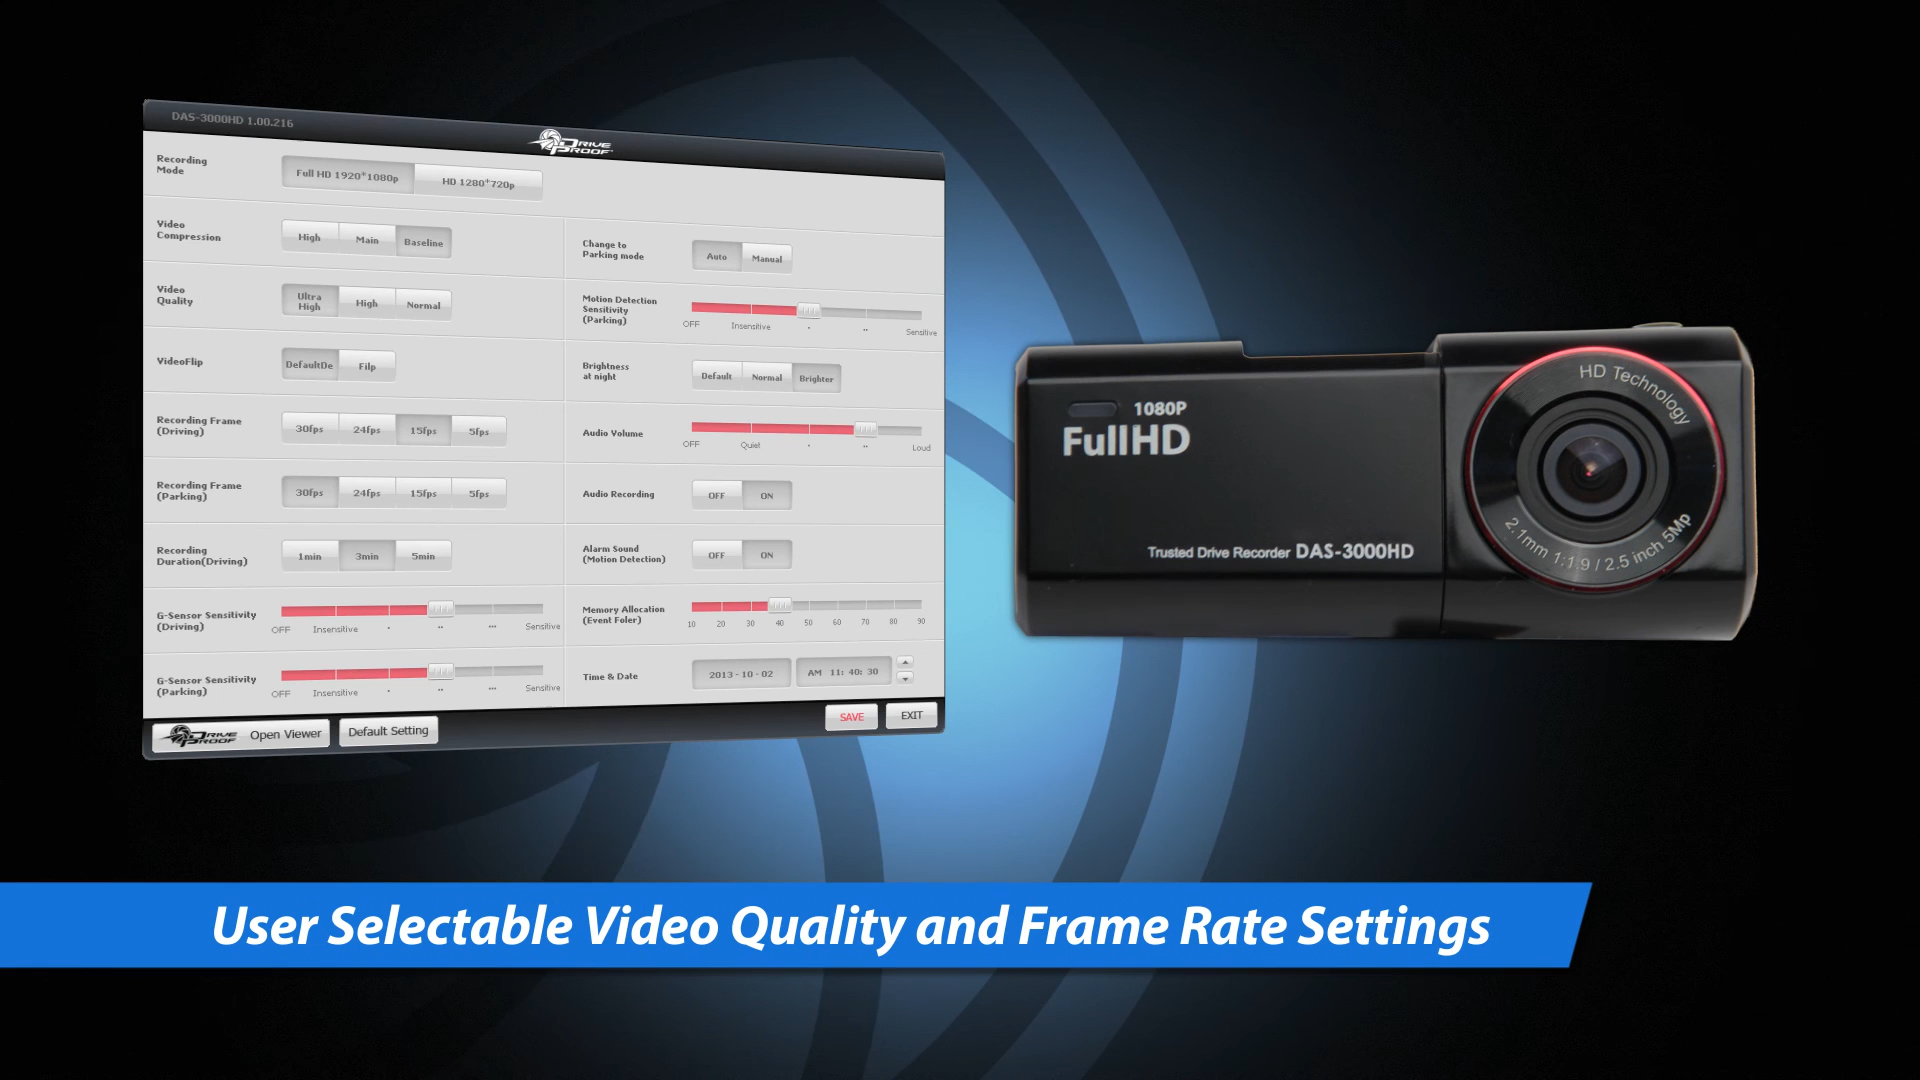 DAS-3000HD 1.00.216
DRIVE PROOF
Recording Mode
Full HD 1920*1080p
HD 1280*720p
Video Compression
High
Main
Baseline
Video Quality
Ultra High
High
Normal
VideoFlip
DefaultDe
Filp
Recording Frame (Driving)
30fps
24fps
15fps
5fps
Recording Frame (Parking)
30fps
24fps
15fps
5fps
Recording Duration(Driving)
1min
3min
5min
G-Sensor Sensitivity (Driving)
OFF
Insensitive
Sensitive
G-Sensor Sensitivity (Parking)
OFF
Insensitive
Sensitive
Change to Parking mode
Auto
Manual
Motion Detection Sensitivity (Parking)
OFF
Insensitive
Sensitive
Brightness at night
Default
Normal
Brighter
Audio Volume
OFF
Quiet
Loud
Audio Recording
OFF
ON
Alarm Sound (Motion Detection)
OFF
ON
Memory Allocation (Event Foler)
10 20 30 40 50 60 70 80 90
Time & Date
2013 - 10 - 02
AM 11: 40: 30
DRIVE PROOF Open Viewer
Default Setting
SAVE
EXIT
1080P
FullHD
Trusted Drive Recorder DAS-3000HD
HD Technology
2.1mm 1:1.9 / 2.5 inch 5Mp
User Selectable Video Quality and Frame Rate Settings